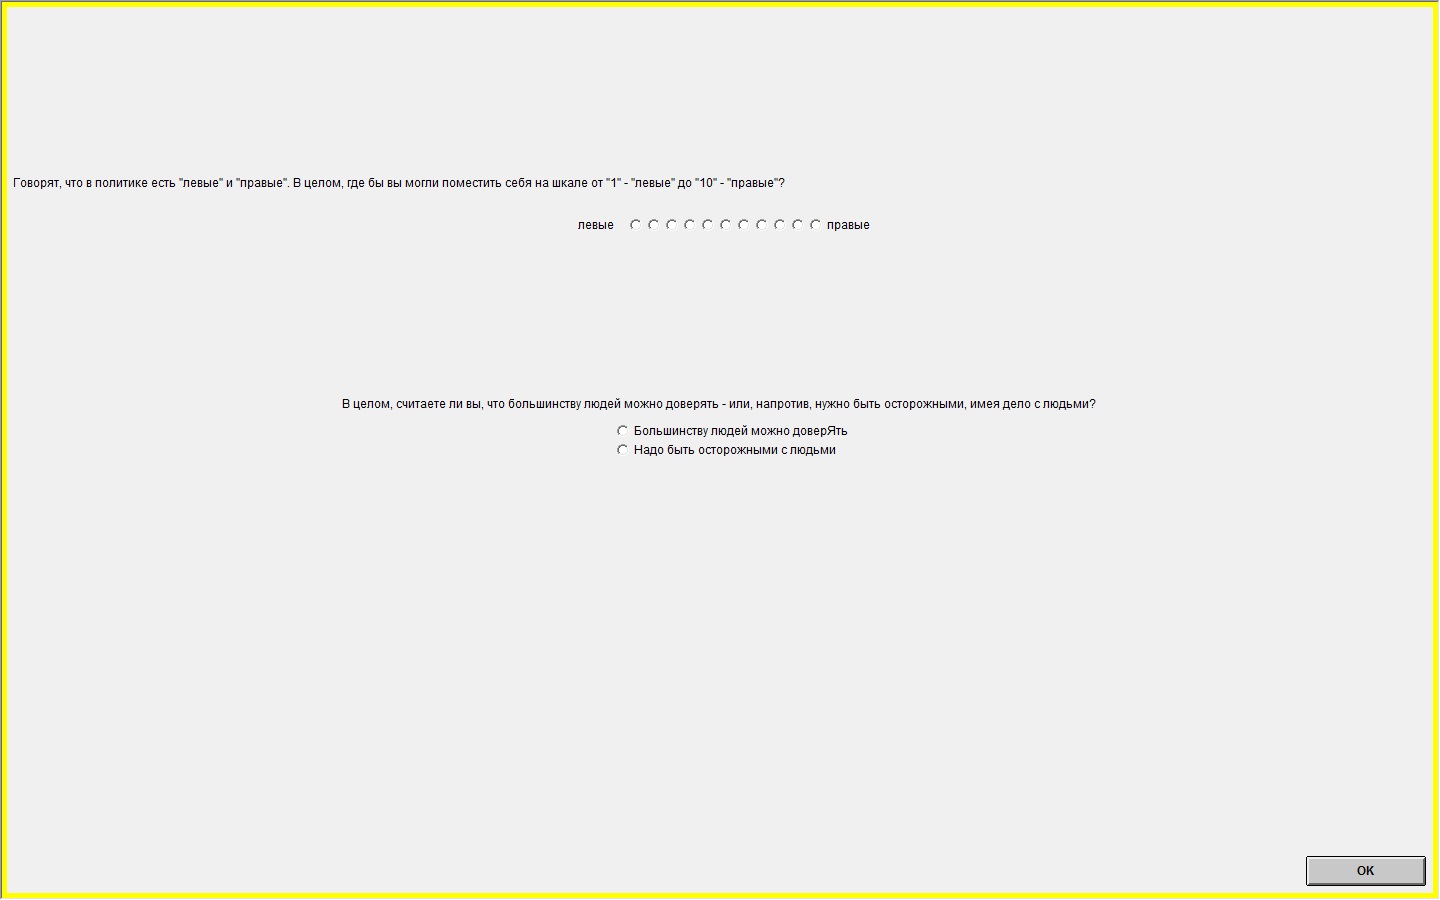 Говорят, что в политике есть "левые" и "правые". В целом, где бы вы могли поместить себя на шкале от "1" - "левые" до "10" - "правые"?
левые правые
В целом, считаете ли вы, что большинству людей можно доверять - или, напротив, нужно быть осторожными, имея дело с людьми?
Большинству людей можно доверЯть
Надо быть осторожными с людьми
OK